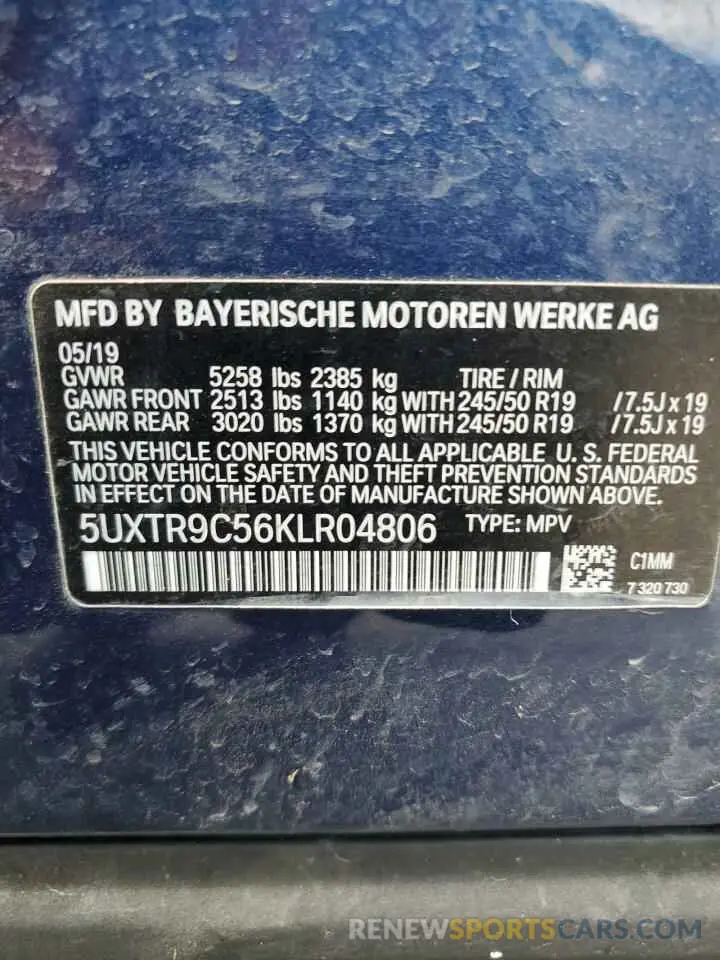 MFD BY BAYERISCHE MOTOREN WERKE AG
05/19
GVWR 5258 lbs 2385 kg TIRE / RIM
GAWR FRONT 2513 lbs 1140 kg WITH 245/50 R19 /7.5J x 19
GAWR REAR 3020 lbs 1370 kg WITH 245/50 R19 /7.5J x 19
THIS VEHICLE CONFORMS TO ALL APPLICABLE U. S. FEDERAL
MOTOR VEHICLE SAFETY AND THEFT PREVENTION STANDARDS
IN EFFECT ON THE DATE OF MANUFACTURE SHOWN ABOVE.
5UXTR9C56KLR04806 TYPE: MPV
C1MM
7 320 730
RENEWSPORTSCARS.COM